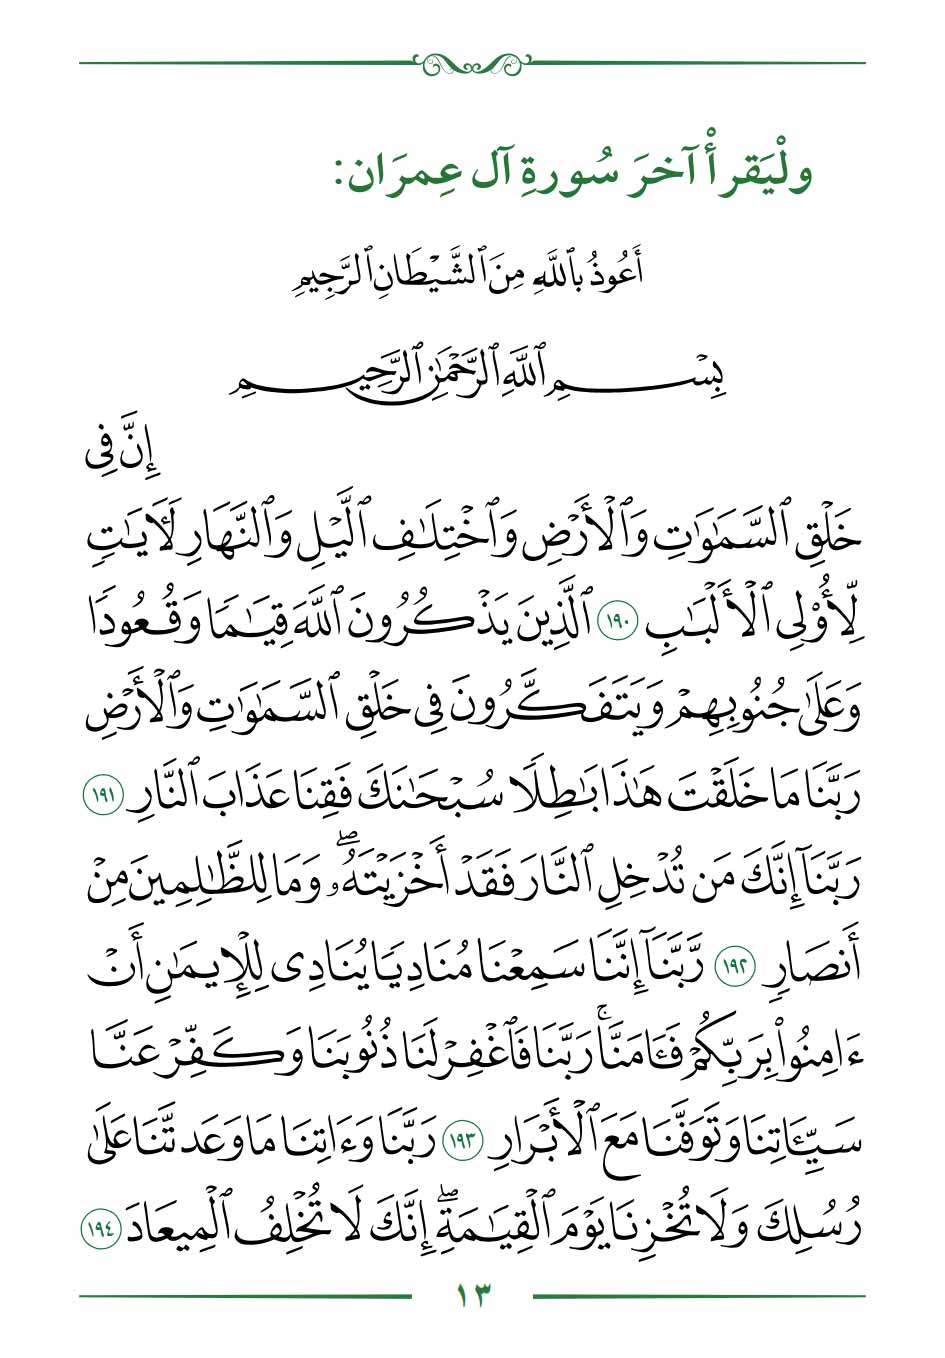 ولْيَقرأْ آخرَ سُورةِ آل عِمرَان:
أَعُوذُ بِٱللَّهِ مِنَ ٱلشَّيْطَانِ ٱلرَّجِيمِ
بِسْمِ ٱللَّهِ ٱلرَّحْمَٰنِ ٱلرَّحِيمِ
إِنَّ فِى
خَلْقِ ٱلسَّمَٰوَٰتِ وَٱلْأَرْضِ وَٱخْتِلَٰفِ ٱلَّيْلِ وَٱلنَّهَارِ لَءَايَٰتٍ
لِّأُو۟لِى ٱلْأَلْبَٰبِ ١٩٠ ٱلَّذِينَ يَذْكُرُونَ ٱللَّهَ قِيَٰمًا وَقُعُودًا
وَعَلَىٰ جُنُوبِهِمْ وَيَتَفَكَّرُونَ فِى خَلْقِ ٱلسَّمَٰوَٰتِ وَٱلْأَرْضِ
رَبَّنَا مَا خَلَقْتَ هَٰذَا بَٰطِلًا سُبْحَٰنَكَ فَقِنَا عَذَابَ ٱلنَّارِ ١٩١
رَبَّنَآ إِنَّكَ مَن تُدْخِلِ ٱلنَّارَ فَقَدْ أَخْزَيْتَهُۥ ۖ وَمَا لِلظَّٰلِمِينَ مِنْ
أَنصَارٍ ١٩٢ رَّبَّنَآ إِنَّنَا سَمِعْنَا مُنَادِيًا يُنَادِى لِلْإِيمَٰنِ أَنْ
ءَامِنُوا۟ بِرَبِّكُمْ فَـَٔامَنَّا ۚ رَبَّنَا فَٱغْفِرْ لَنَا ذُنُوبَنَا وَكَفِّرْ عَنَّا
سَيِّـَٔاتِنَا وَتَوَفَّنَا مَعَ ٱلْأَبْرَارِ ١٩٣ رَبَّنَا وَءَاتِنَا مَا وَعَدتَّنَا عَلَىٰ
رُسُلِكَ وَلَا تُخْزِنَا يَوْمَ ٱلْقِيَٰمَةِ ۖ إِنَّكَ لَا تُخْلِفُ ٱلْمِيعَادَ ١٩٤
١٣